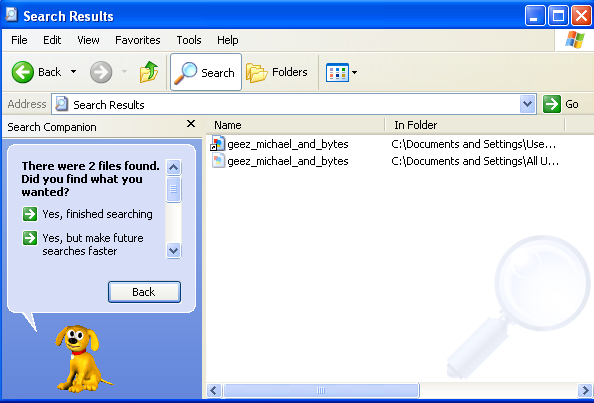 Search Results
File Edit View Favorites Tools Help
Back Search Folders
Address Search Results Go
Search Companion
Name In Folder
There were 2 files found.
Did you find what you
wanted?
Yes, finished searching
Yes, but make future
searches faster
Back
geez_michael_and_bytes C:\Documents and Settings\Use...
geez_michael_and_bytes C:\Documents and Settings\All U...